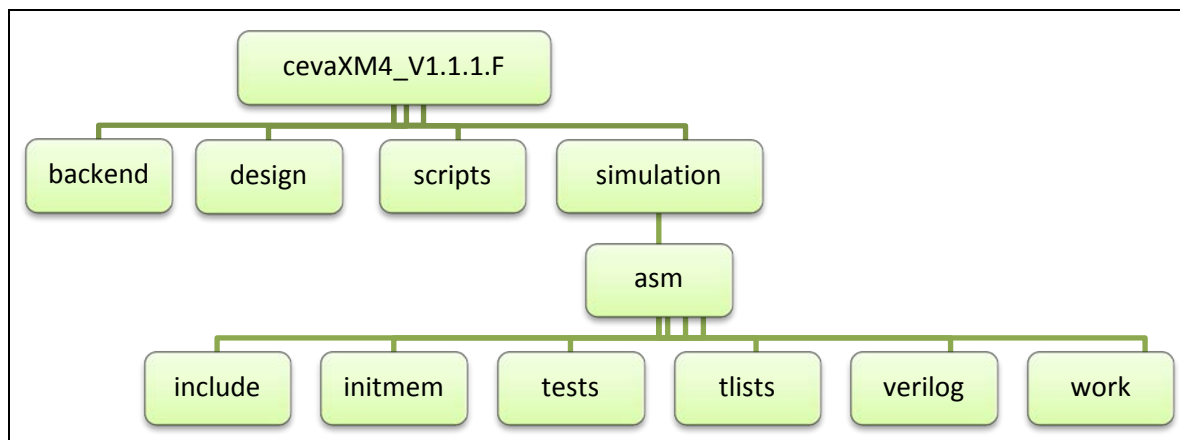 cevaXM4_V1.1.1.F
backend design scripts simulation
asm
include initmem tests tlists verilog work